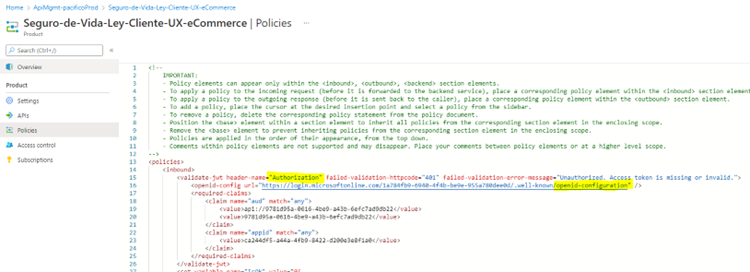 Home > ApiMgmt-pacificoProd > Seguro-de-Vida-Ley-Cliente-UX-eCommerce
Seguro-de-Vida-Ley-Cliente-UX-eCommerce | Policies ...
Product
Search (Ctrl+/)
Overview
Product
Settings
APIs
Policies
Access control
Subscriptions
1 <!--
2 IMPORTANT:
3 - Policy elements can appear only within the <inbound>, <outbound>, <backend> section elements.
4 - To apply a policy to the incoming request (before it is forwarded to the backend service), place a corresponding policy element within the <inbound> section element.
5 - To apply a policy to the outgoing response (before it is sent back to the caller), place a corresponding policy element within the <outbound> section element.
6 - To add a policy, place the cursor at the desired insertion point and select a policy from the sidebar.
7 - To remove a policy, delete the corresponding policy statement from the policy document.
8 - Position the <base> element within a section element to inherit all policies from the corresponding section element in the enclosing scope.
9 - Remove the <base> element to prevent inheriting policies from the corresponding section element in the enclosing scope.
10 - Policies are applied in the order of their appearance, from the top down.
11 - Comments within policy elements are not supported and may disappear. Place your comments between policy elements or at a higher level scope.
12 -->
13 <policies>
14 <inbound>
15 <validate-jwt header-name="Authorization" failed-validation-httpcode="401" failed-validation-error-message="Unauthorized. Access token is missing or invalid.">
16 <openid-config url="https://login.microsoftonline.com/1a784fb9-6940-4f4b-be9e-955a780dee0d/.well-known/openid-configuration" />
17 <required-claims>
18 <claim name="aud" match="any">
19 <value>api://9781d95a-0616-4be9-a43b-6efc7ad9db22</value>
20 <value>9781d95a-0616-4be9-a43b-6efc7ad9db22</value>
21 </claim>
22 <claim name="appid" match="any">
23 <value>ca244df5-a44a-4fb9-8422-d200e3e8f1a0</value>
24 </claim>
25 </required-claims>
26 </validate-jwt>